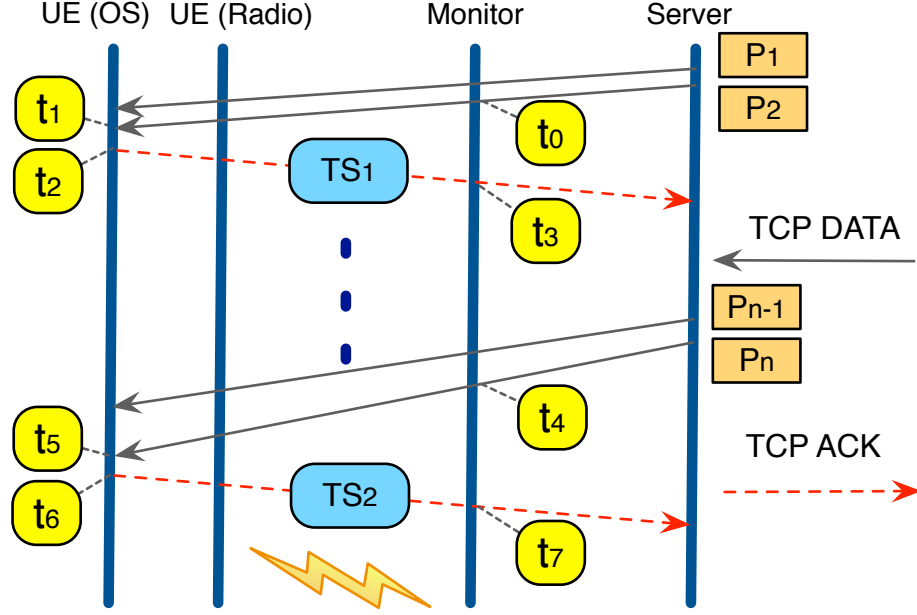 UE (OS)
UE (Radio)
Monitor
Server
P1
t1
P2
t0
t2
TS1
t3
TCP DATA
Pn-1
Pn
t4
t5
TCP ACK
TS2
t6
t7